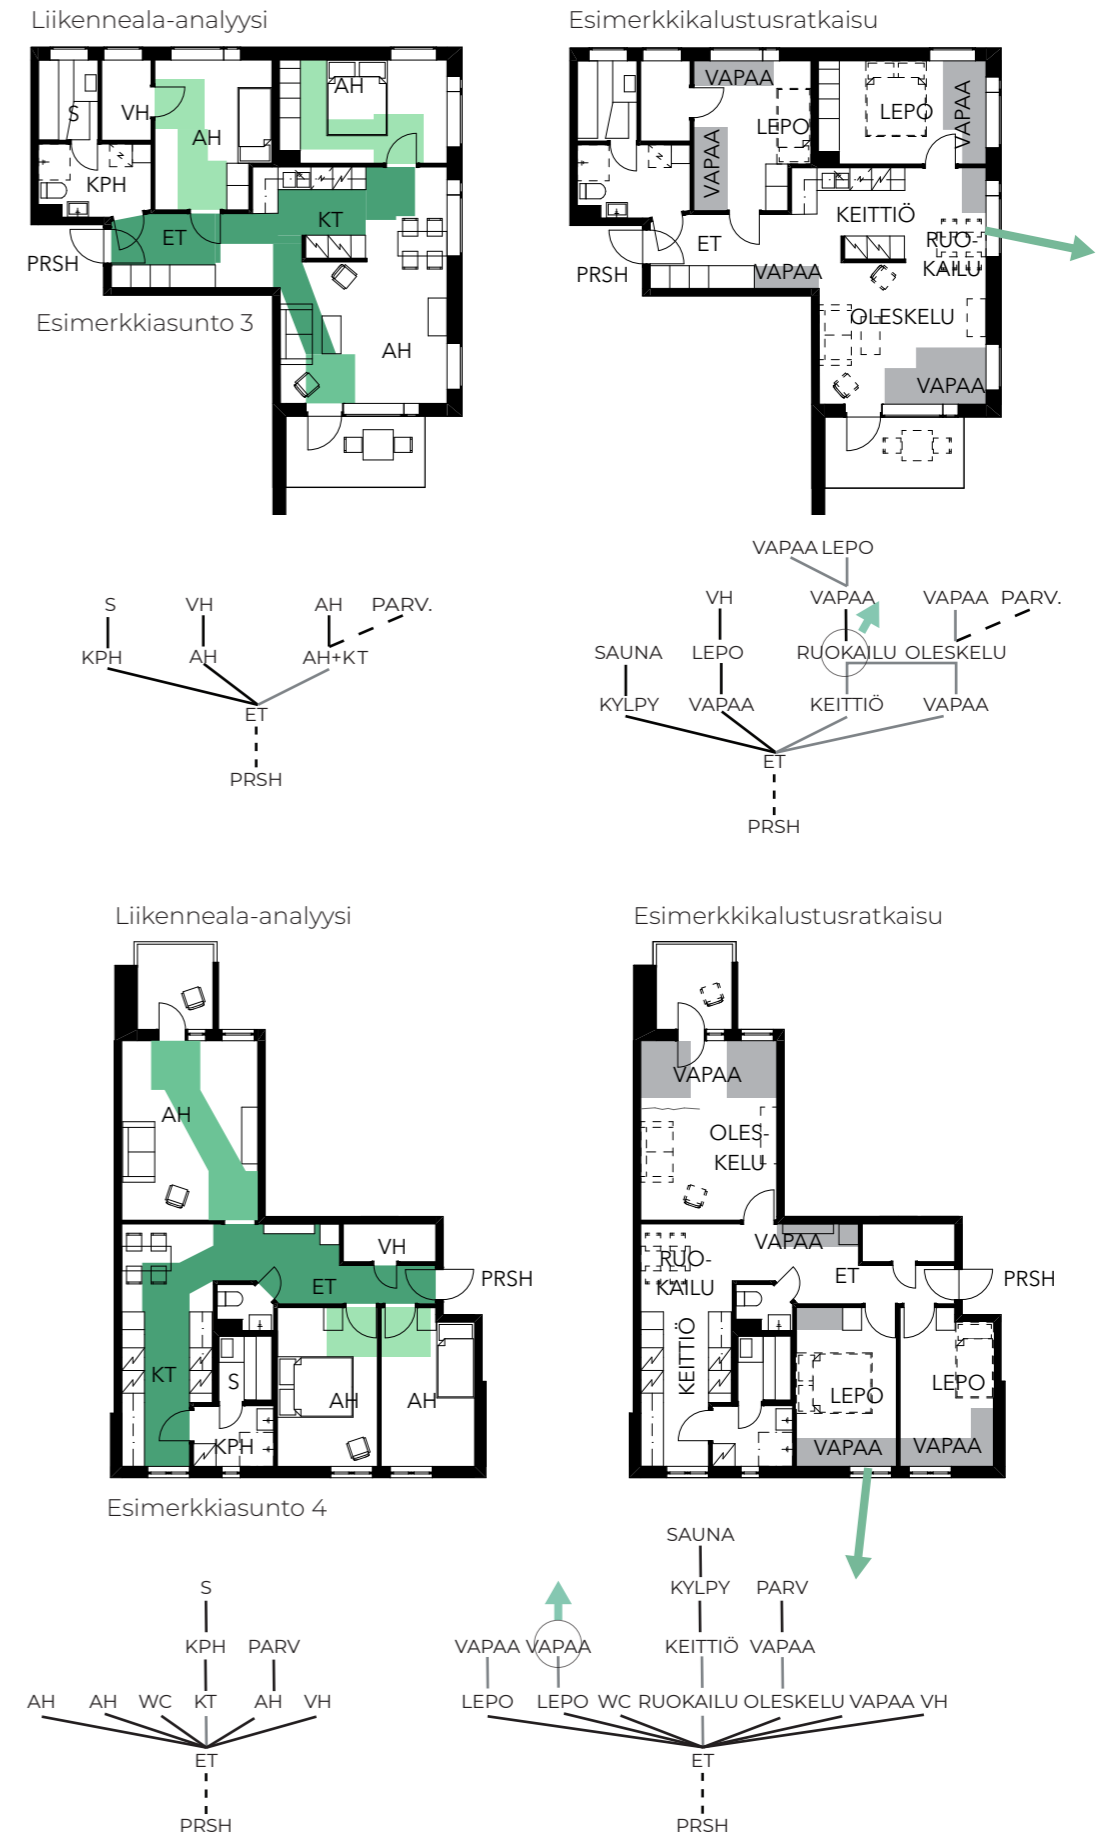 Liikenneala-analyysi
Esimerkkikalustusratkaisu
S
VH
AH
AH
KPH
ET
KT
PRSH
AH
Esimerkkiasunto 3
VAPAA
LEPO
VAPAA
LEPO
VAPAA
KEITTIÖ
ET
RUO-
KAILU
PRSH
VAPAA
OLESKELU
VAPAA
S VH AH PARV.
KPH AH AH+KT
ET
PRSH
VAPAA LEPO
VH VAPAA VAPAA PARV.
SAUNA LEPO RUOKAILU OLESKELU
KYLPY VAPAA KEITTIÖ VAPAA
ET
PRSH
Liikenneala-analyysi
Esimerkkikalustusratkaisu
AH
VH
ET
PRSH
KT
S
AH
AH
KPH
Esimerkkiasunto 4
VAPAA
OLES-
KELU
VAPAA
RUO-
KAILU
ET
PRSH
KEITTIÖ
LEPO
LEPO
VAPAA
VAPAA
S
KPH PARV
AH AH WC KT AH VH
ET
PRSH
SAUNA
KYLPY PARV
VAPAA VAPAA KEITTIÖ VAPAA
LEPO LEPO WC RUOKAILU OLESKELU VAPAA VH
ET
PRSH